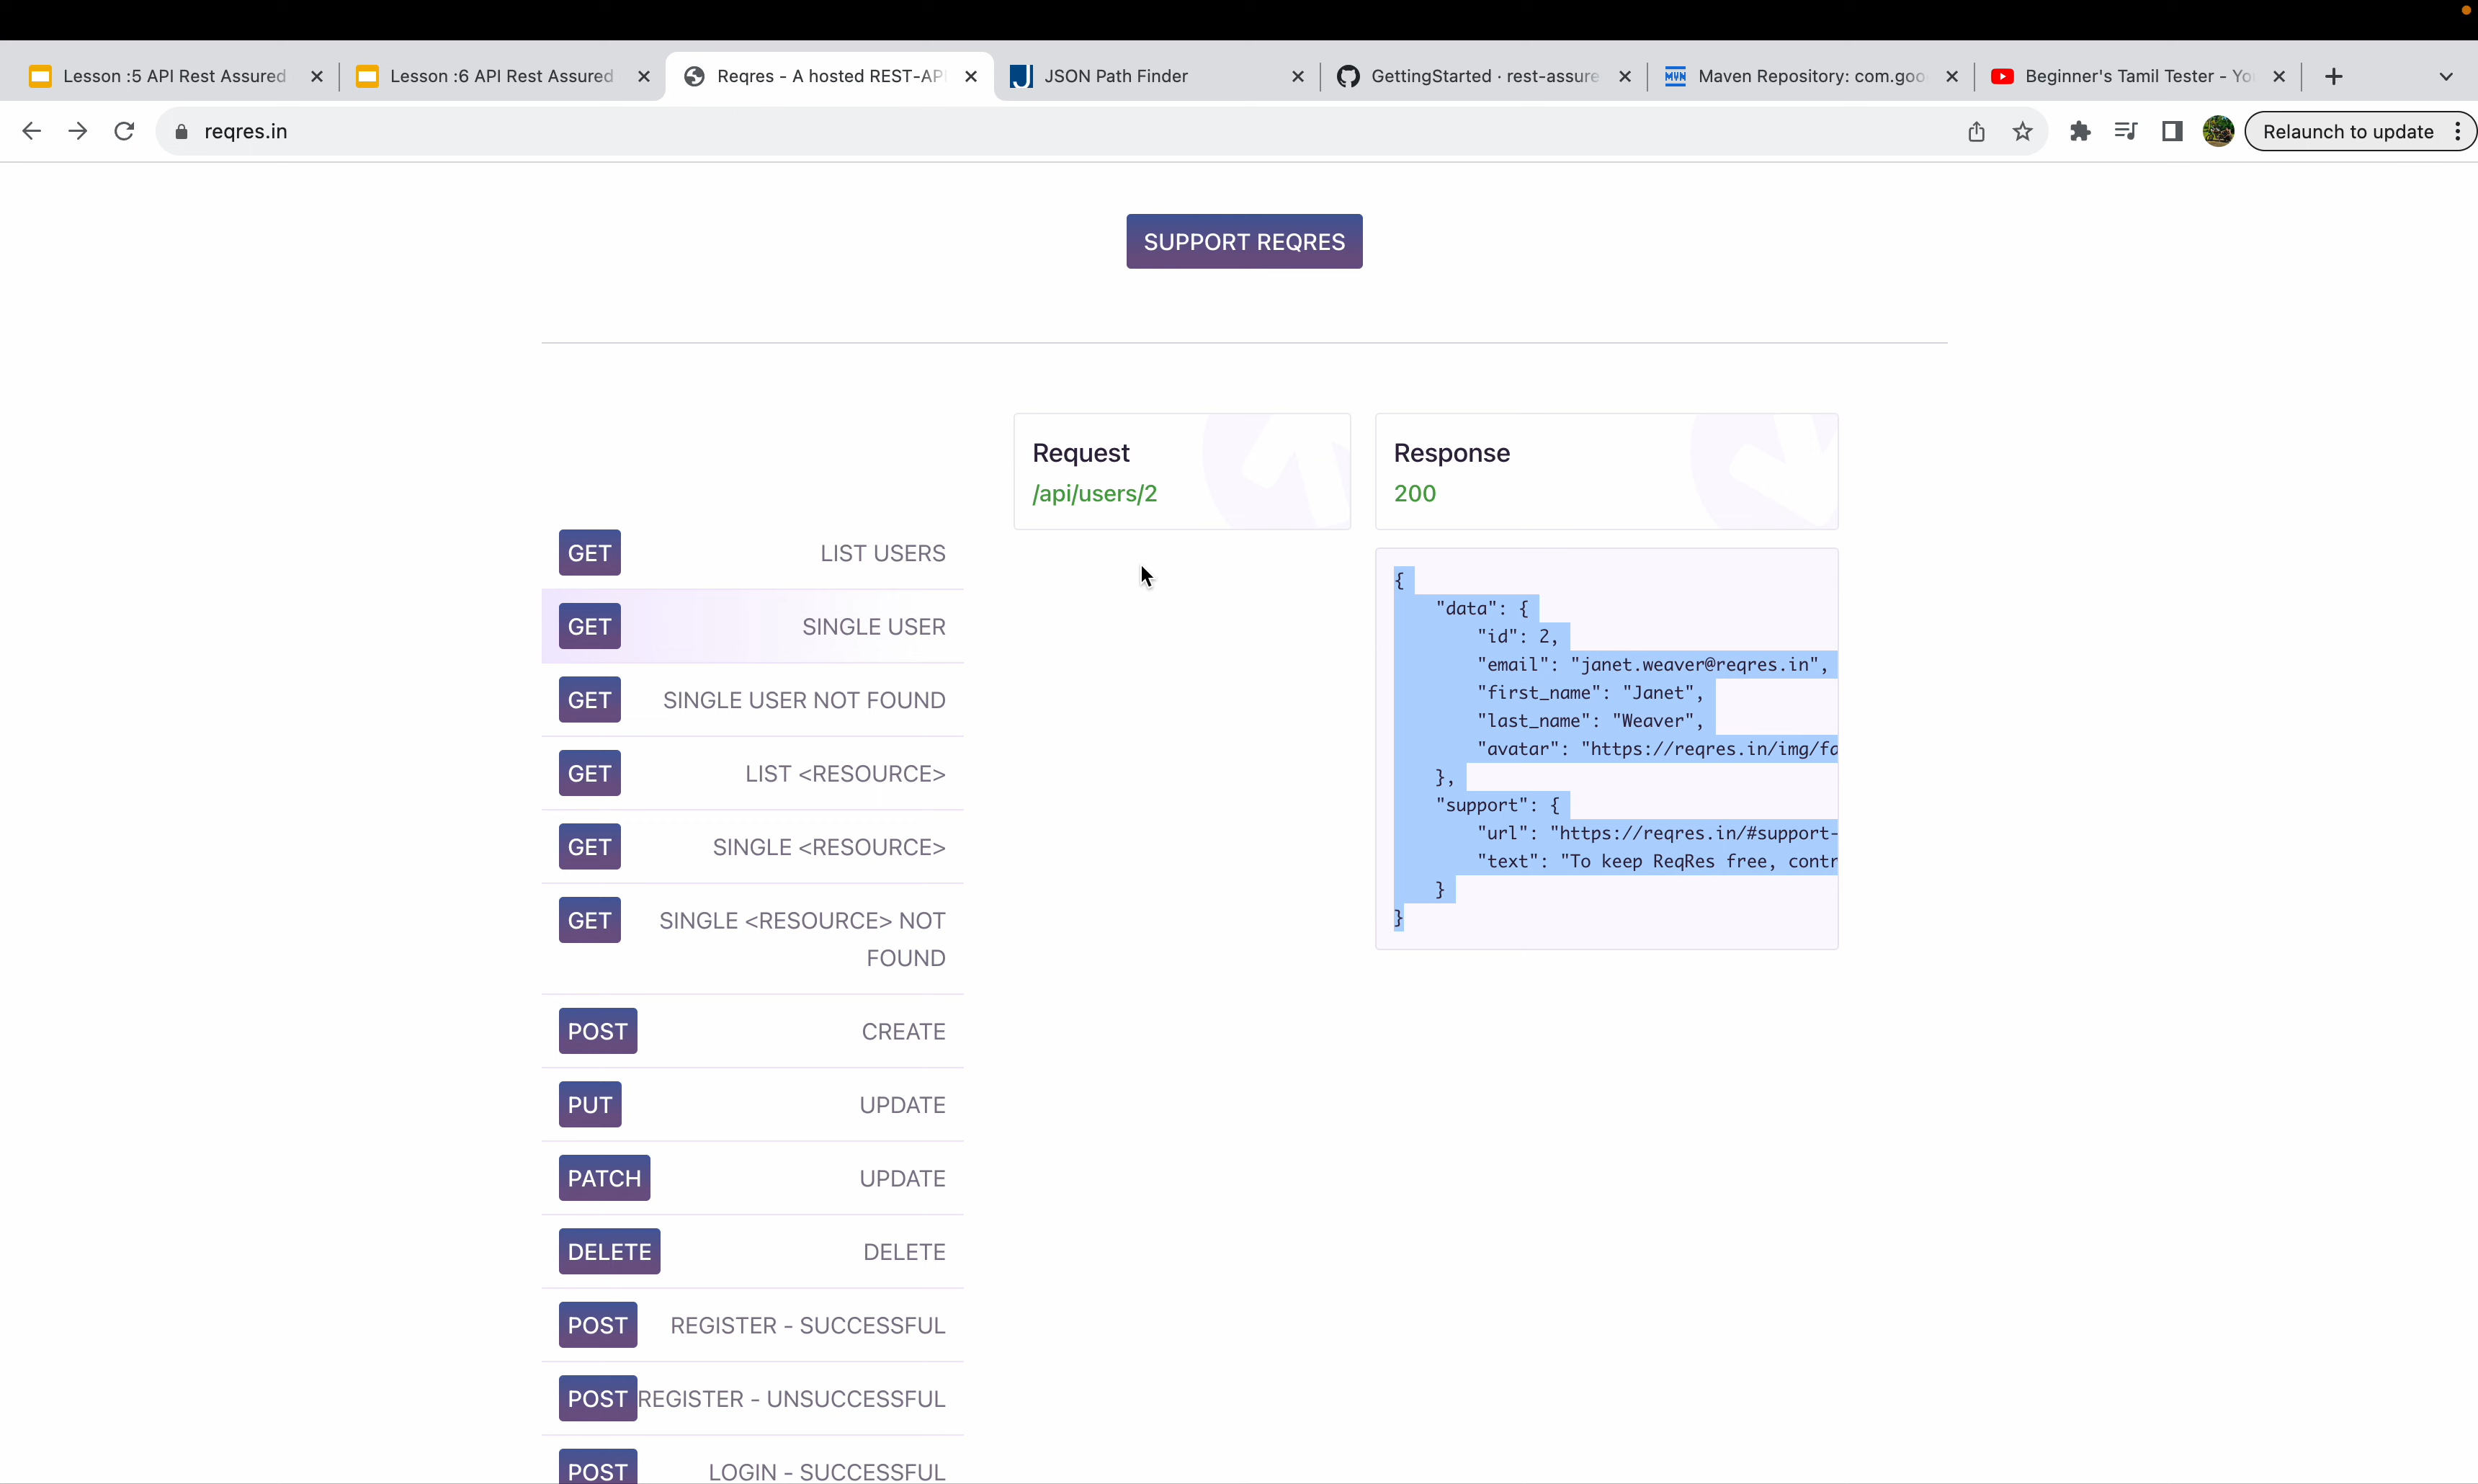 Lesson :5 API Rest Assured
Lesson :6 API Rest Assured
Reqres - A hosted REST-AP
JSON Path Finder
GettingStarted · rest-assure
Maven Repository: com.goo
Beginner's Tamil Tester - Yo
reqres.in
Relaunch to update
SUPPORT REQRES
Request
/api/users/2
Response
200
GET LIST USERS
GET SINGLE USER
GET SINGLE USER NOT FOUND
GET LIST <RESOURCE>
GET SINGLE <RESOURCE>
GET SINGLE <RESOURCE> NOT
FOUND
POST CREATE
PUT UPDATE
PATCH UPDATE
DELETE DELETE
POST REGISTER - SUCCESSFUL
POST REGISTER - UNSUCCESSFUL
POST LOGIN - SUCCESSFUL
{
"data": {
"id": 2,
"email": "janet.weaver@reqres.in",
"first_name": "Janet",
"last_name": "Weaver",
"avatar": "https://reqres.in/img/fa
},
"support": {
"url": "https://reqres.in/#support-
"text": "To keep ReqRes free, contr
}
}